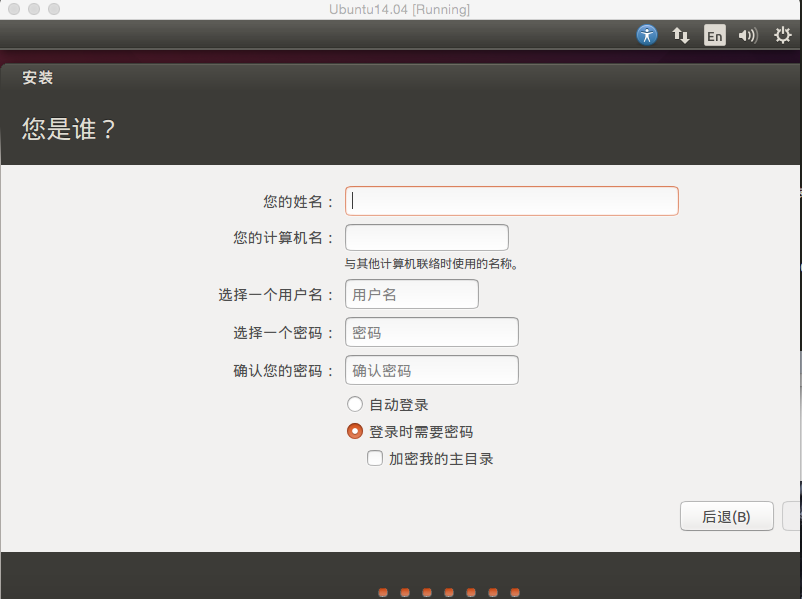 Ubuntu14.04 [Running]
En
安装
您是谁？
您的姓名：
您的计算机名：
与其他计算机联络时使用的名称。
选择一个用户名： 用户名
选择一个密码： 密码
确认您的密码： 确认密码
自动登录
登录时需要密码
加密我的主目录
后退(B)